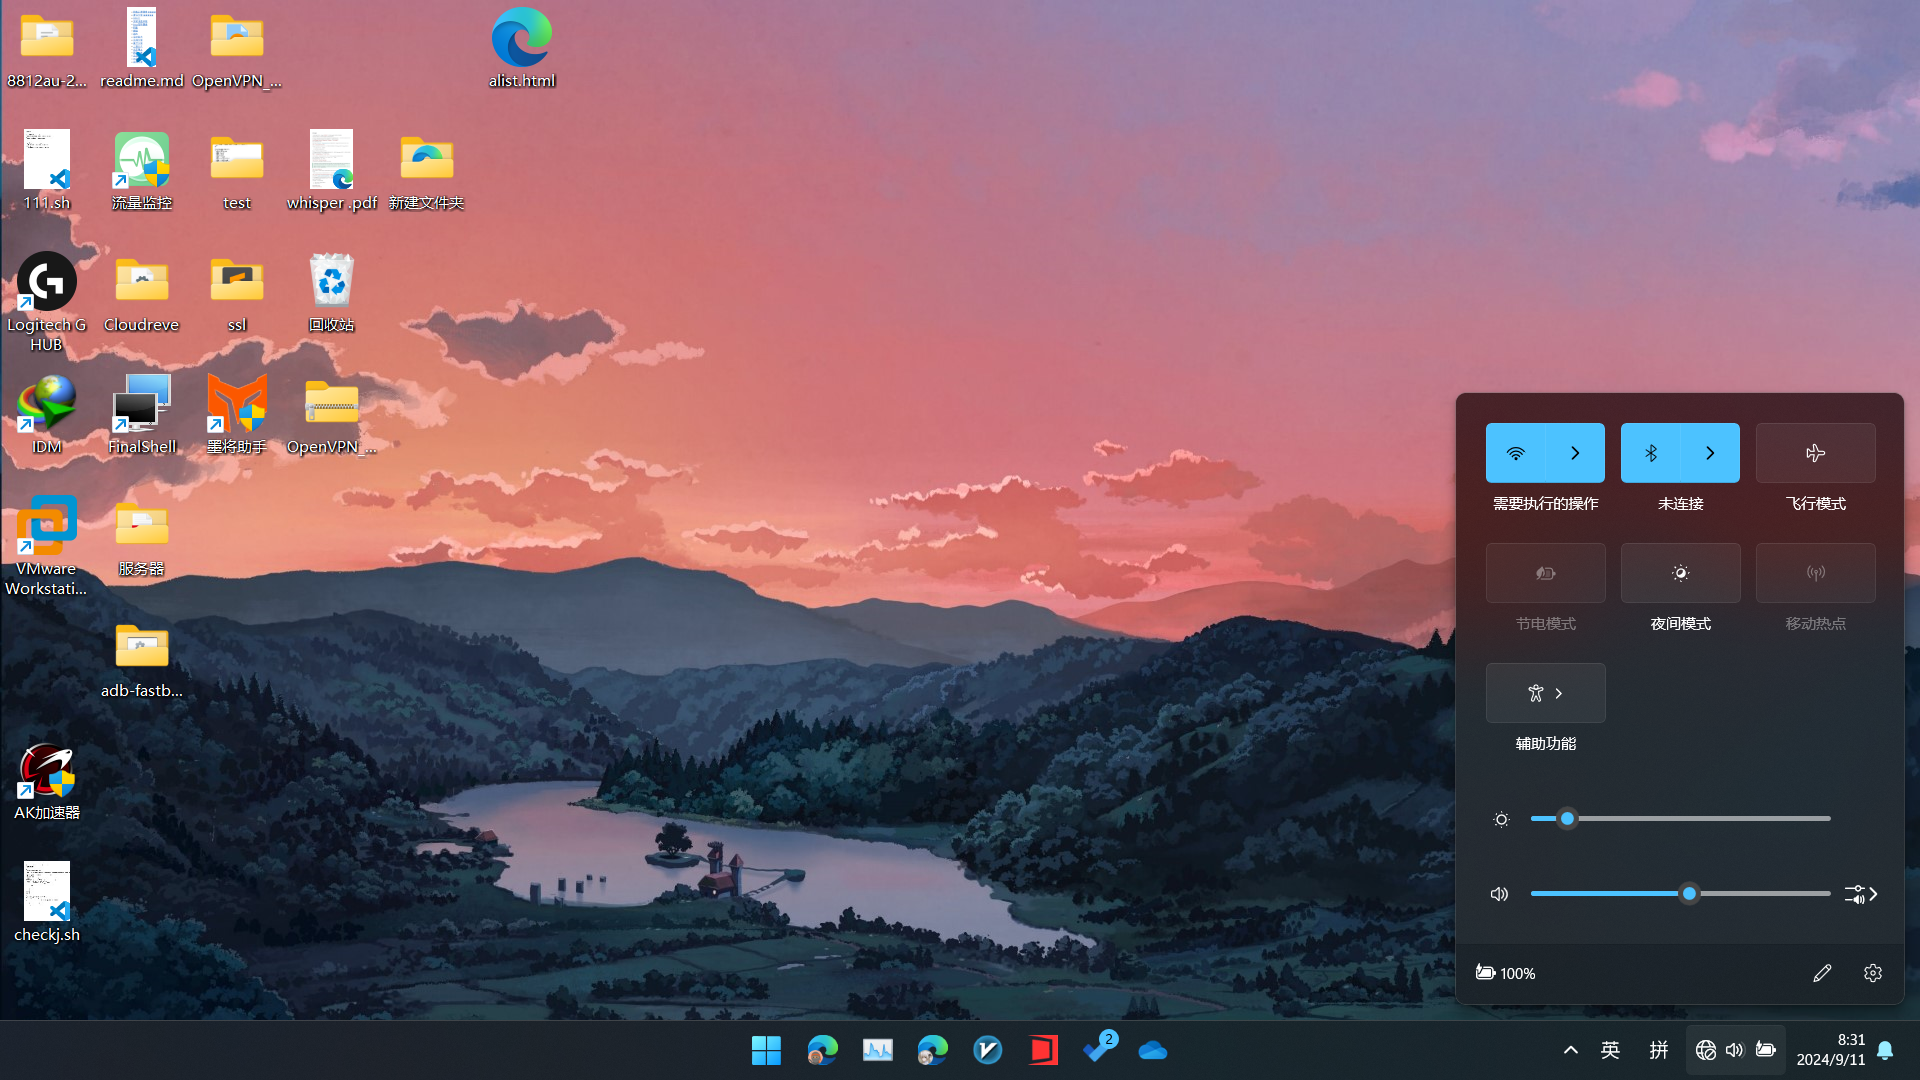 8812au-2...
readme.md
OpenVPN_...
alist.html
111.sh
流量监控
test
whisper .pdf
新建文件夹
Logitech G
HUB
Cloudreve
ssl
回收站
IDM
FinalShell
墨将助手
OpenVPN_...
VMware
Workstati...
服务器
adb-fastb...
AK加速器
checkj.sh
需要执行的操作
未连接
飞行模式
节电模式
夜间模式
移动热点
辅助功能
100%
2
英
拼
8:31
2024/9/11